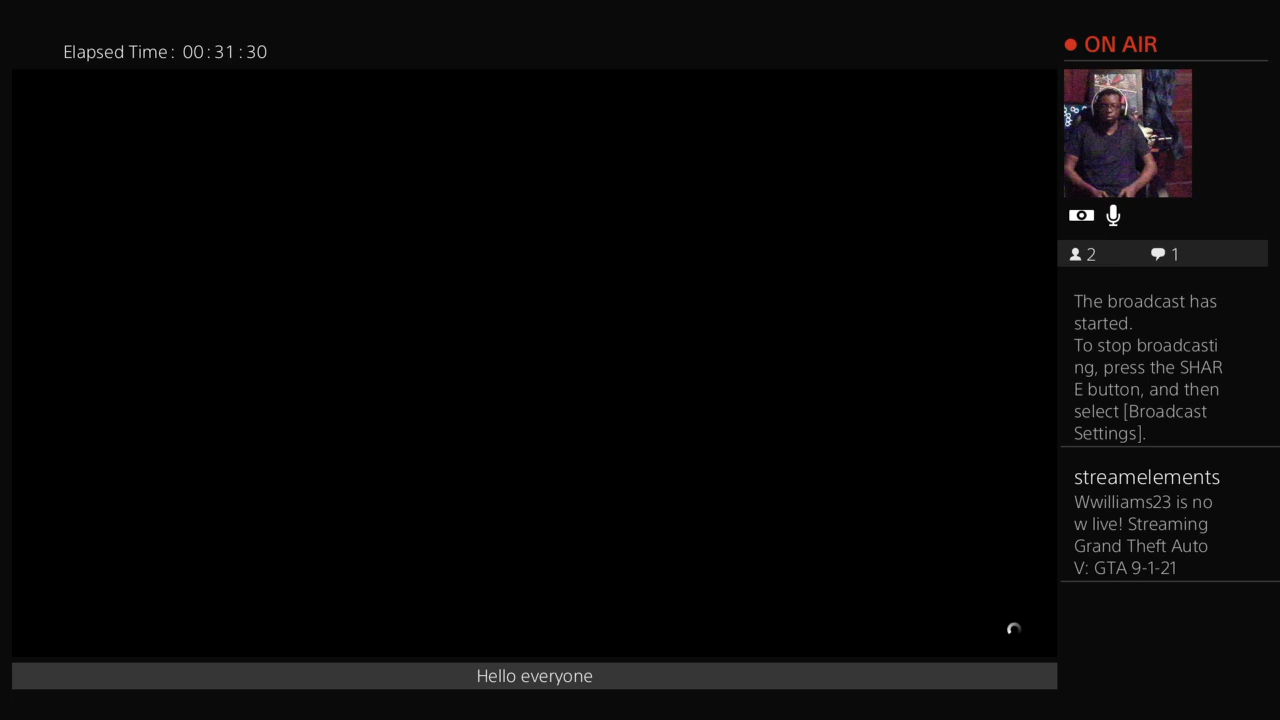 Elapsed Time: 00:31:30
ON AIR
2
1
The broadcast has
started.
To stop broadcasti
ng, press the SHAR
E button, and then
select [Broadcast
Settings].
streamelements
Wwilliams23 is no
w live! Streaming
Grand Theft Auto
V: GTA 9-1-21
Hello everyone